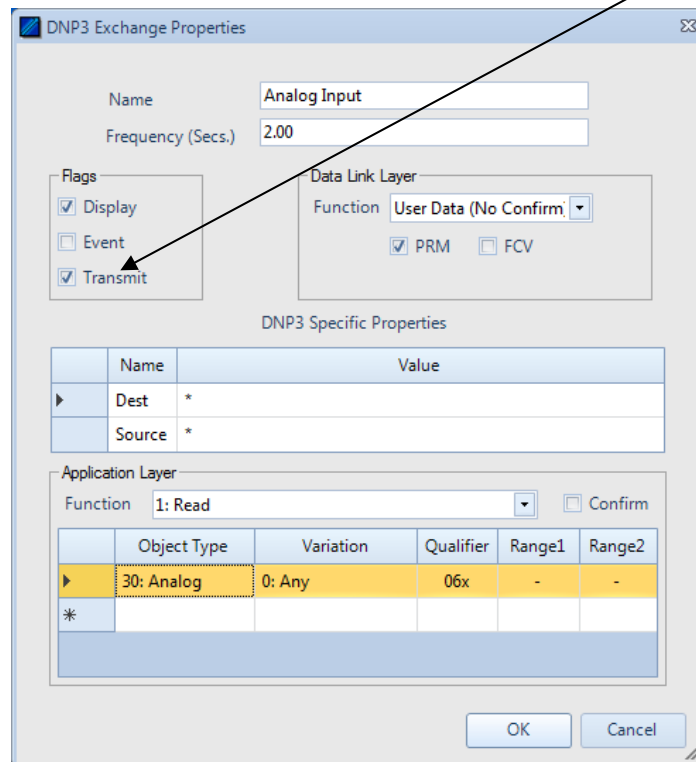 DNP3 Exchange Properties
Name Analog Input
Frequency (Secs.) 2.00
Flags
Display
Event
Transmit
Data Link Layer
Function User Data (No Confirm)
PRM FCV
DNP3 Specific Properties
Name Value
Dest *
Source *
Application Layer
Function 1: Read Confirm
Object Type Variation Qualifier Range1 Range2
30: Analog 0: Any 06x - -
*
OK Cancel